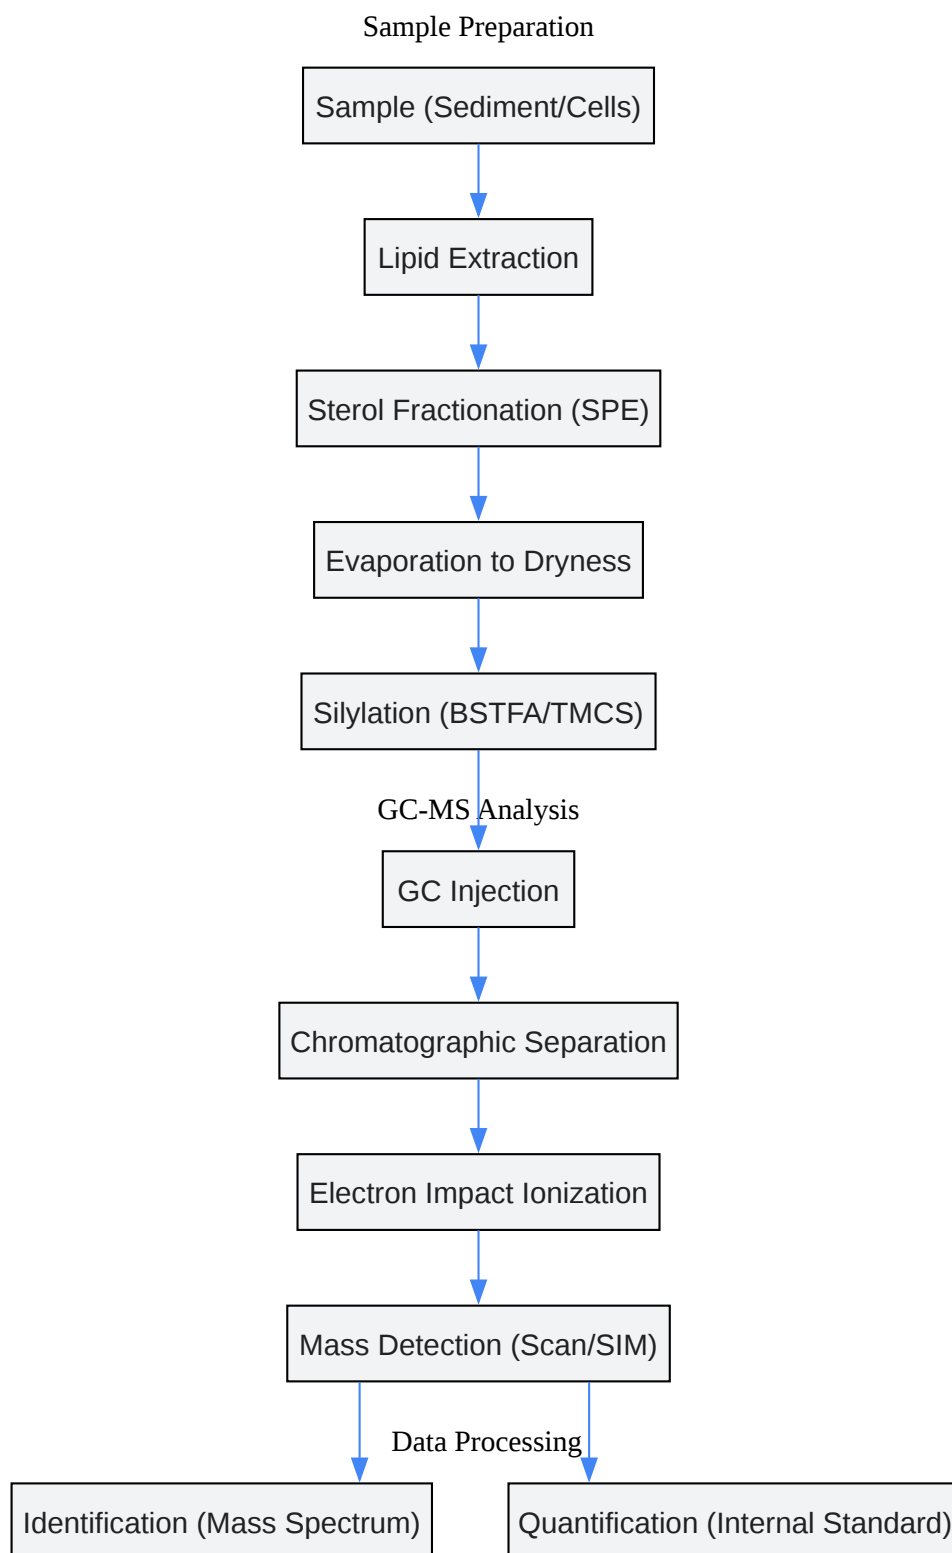 Sample Preparation
Sample (Sediment/Cells)
Lipid Extraction
Sterol Fractionation (SPE)
Evaporation to Dryness
Silylation (BSTFA/TMCS)
GC-MS Analysis
GC Injection
Chromatographic Separation
Electron Impact Ionization
Mass Detection (Scan/SIM)
Data Processing
Identification (Mass Spectrum)
Quantification (Internal Standard)